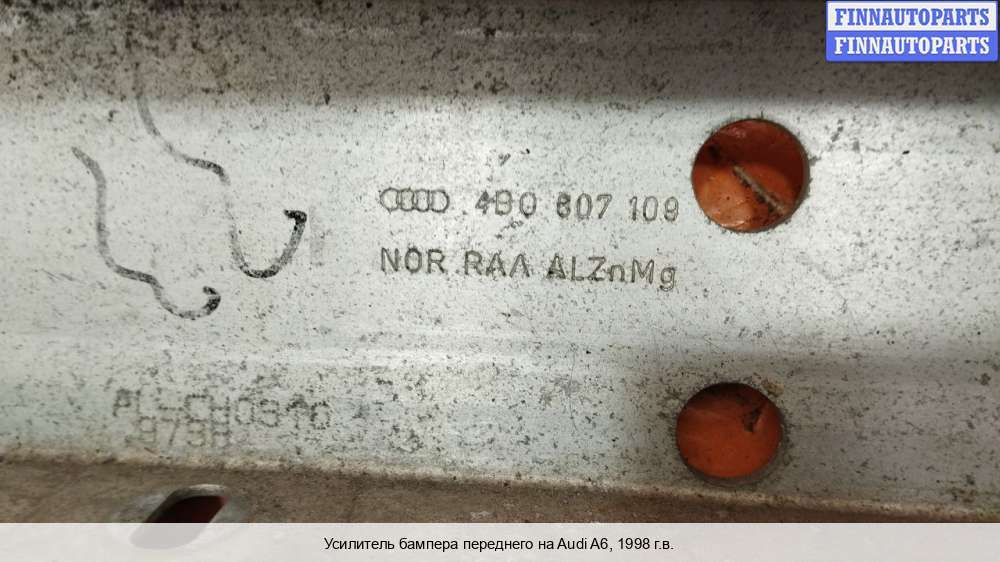 FINNAUTOPARTS
FINNAUTOPARTS
4B0 807 109
NOR RAA ALZnMg
Усилитель бампера переднего на Audi A6, 1998 г.в.